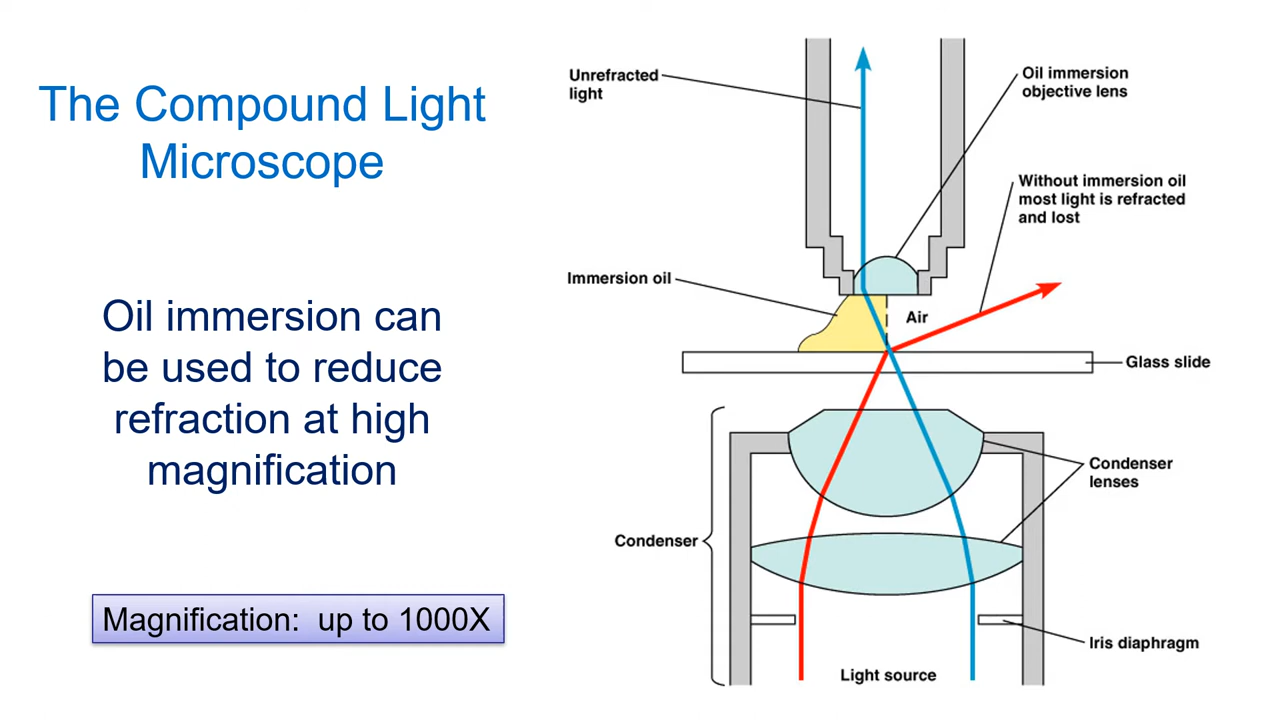 The Compound Light
Microscope
Oil immersion can
be used to reduce
refraction at high
magnification
Magnification:  up to 1000X
Unrefracted
light
Oil immersion
objective lens
Without immersion oil
most light is refracted
and lost
Immersion oil
Air
Glass slide
Condenser
lenses
Condenser
Iris diaphragm
Light source